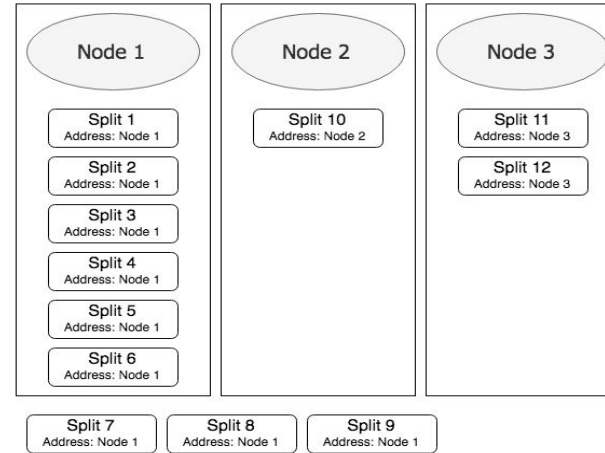 Node 1
Node 2
Node 3
Split 1
Address: Node 1
Split 2
Address: Node 1
Split 3
Address: Node 1
Split 4
Address: Node 1
Split 5
Address: Node 1
Split 6
Address: Node 1
Split 10
Address: Node 2
Split 11
Address: Node 3
Split 12
Address: Node 3
Split 7
Address: Node 1
Split 8
Address: Node 1
Split 9
Address: Node 1